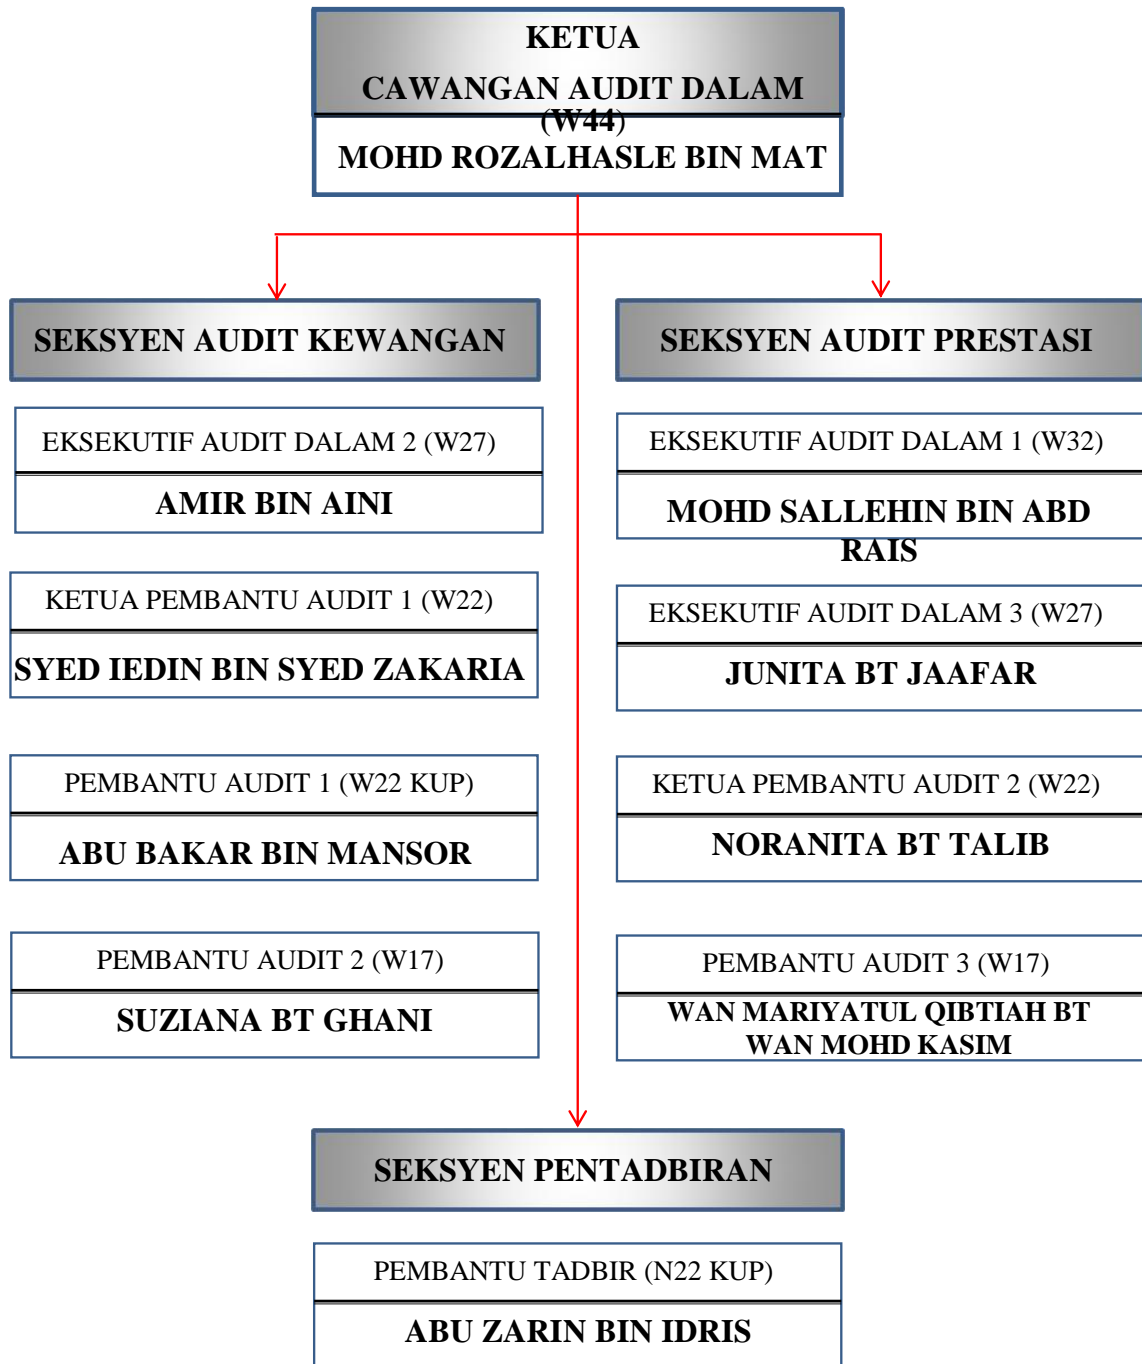 KETUA
CAWANGAN AUDIT DALAM
(W44)
MOHD ROZALHASLE BIN MAT
SEKSYEN AUDIT KEWANGAN
EKSEKUTIF AUDIT DALAM 2 (W27)
AMIR BIN AINI
KETUA PEMBANTU AUDIT 1 (W22)
SYED IEDIN BIN SYED ZAKARIA
PEMBANTU AUDIT 1 (W22 KUP)
ABU BAKAR BIN MANSOR
PEMBANTU AUDIT 2 (W17)
SUZIANA BT GHANI
SEKSYEN AUDIT PRESTASI
EKSEKUTIF AUDIT DALAM 1 (W32)
MOHD SALLEHIN BIN ABD
RAIS
EKSEKUTIF AUDIT DALAM 3 (W27)
JUNITA BT JAAFAR
KETUA PEMBANTU AUDIT 2 (W22)
NORANITA BT TALIB
PEMBANTU AUDIT 3 (W17)
WAN MARIYATUL QIBTIAH BT
WAN MOHD KASIM
SEKSYEN PENTADBIRAN
PEMBANTU TADBIR (N22 KUP)
ABU ZARIN BIN IDRIS